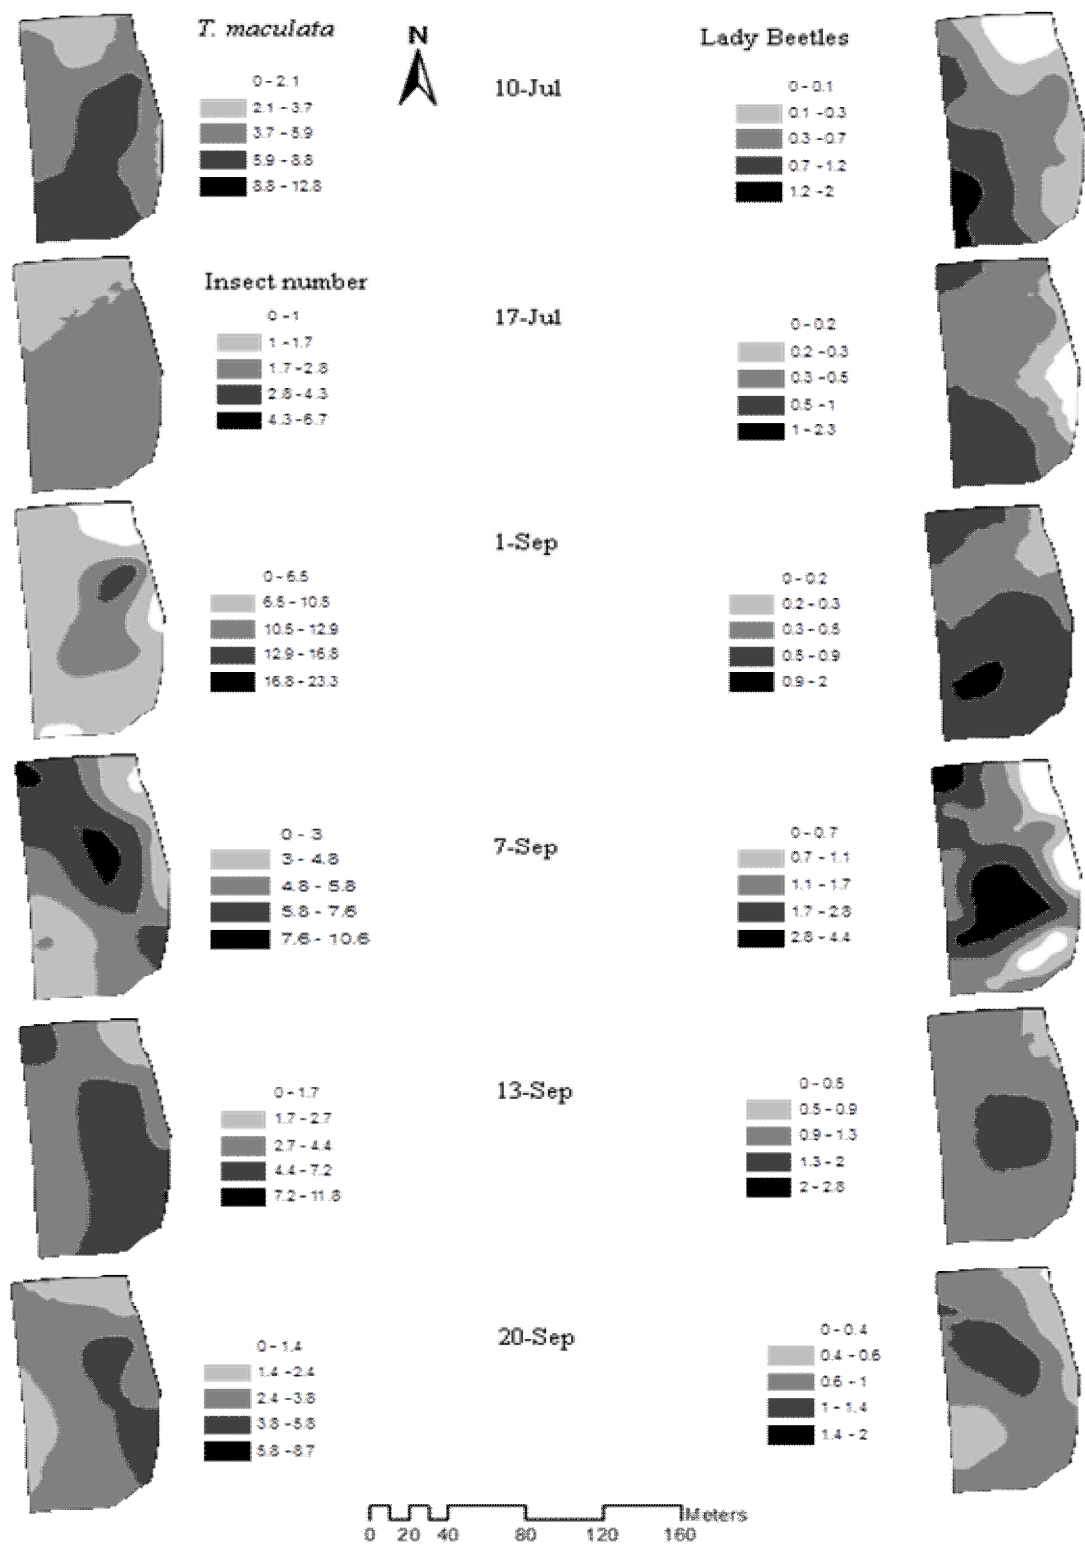 T. maculata
N
Lady Beetles
10-Jul
0 - 2.1
2.1 - 3.7
3.7 - 5.9
5.9 - 8.8
8.8 - 12.8
0 - 0.1
0.1 - 0.3
0.3 - 0.7
0.7 - 1.2
1.2 - 2
Insect number
17-Jul
0 - 1
1 - 1.7
1.7 - 2.8
2.8 - 4.3
4.3 - 6.7
0 - 0.2
0.2 - 0.3
0.3 - 0.5
0.5 - 1
1 - 2.3
1-Sep
0 - 6.5
6.5 - 10.5
10.5 - 12.9
12.9 - 16.8
16.8 - 23.3
0 - 0.2
0.2 - 0.3
0.3 - 0.5
0.5 - 0.9
0.9 - 2
7-Sep
0 - 3
3 - 4.8
4.8 - 5.8
5.8 - 7.6
7.6 - 10.6
0 - 0.7
0.7 - 1.1
1.1 - 1.7
1.7 - 2.8
2.8 - 4.4
13-Sep
0 - 1.7
1.7 - 2.7
2.7 - 4.4
4.4 - 7.2
7.2 - 11.8
0 - 0.5
0.5 - 0.9
0.9 - 1.3
1.3 - 2
2 - 2.8
20-Sep
0 - 1.4
1.4 - 2.4
2.4 - 3.8
3.8 - 5.8
5.8 - 8.7
0 - 0.4
0.4 - 0.6
0.6 - 1
1 - 1.4
1.4 - 2
Meters
0 20 40 80 120 160